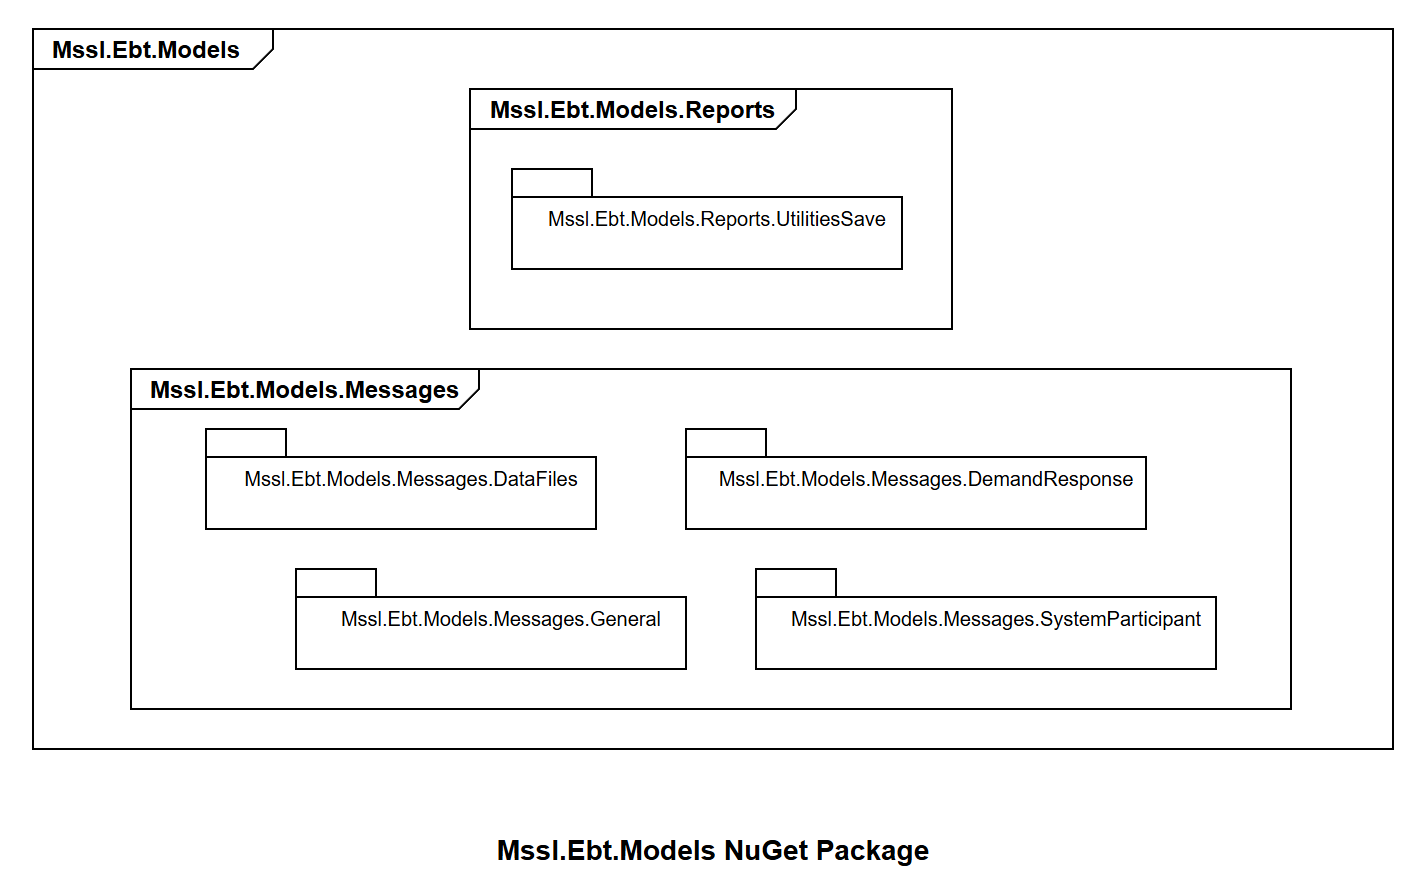 Mssl.Ebt.Models
Mssl.Ebt.Models.Reports
Mssl.Ebt.Models.Reports.UtilitiesSave
Mssl.Ebt.Models.Messages
Mssl.Ebt.Models.Messages.DataFiles
Mssl.Ebt.Models.Messages.DemandResponse
Mssl.Ebt.Models.Messages.General
Mssl.Ebt.Models.Messages.SystemParticipant
Mssl.Ebt.Models NuGet Package